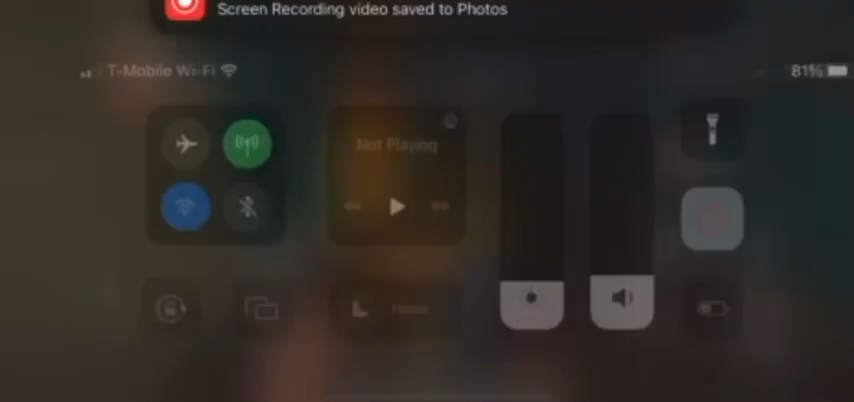 Screen Recording video saved to Photos
T-Mobile Wi-Fi
81%
Not Playing